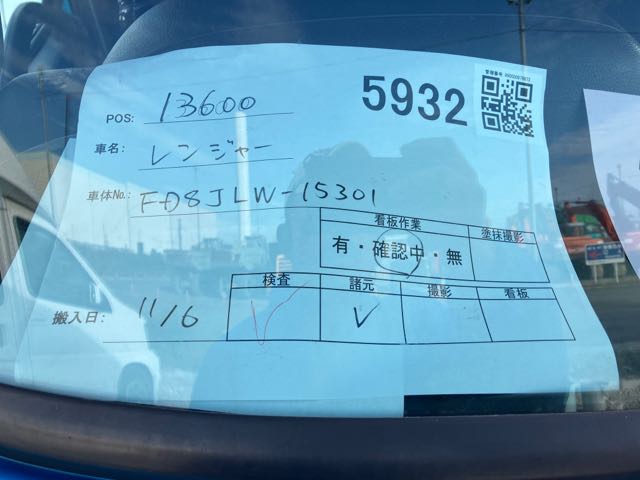 5932
POS: 13600
車名: レンジャー
車体No.: FD8JLW-15301
看板作業 塗抹撮影
有・確認中・無
検査 諸元 撮影 看板
搬入日: 11/6 ✓ ✓